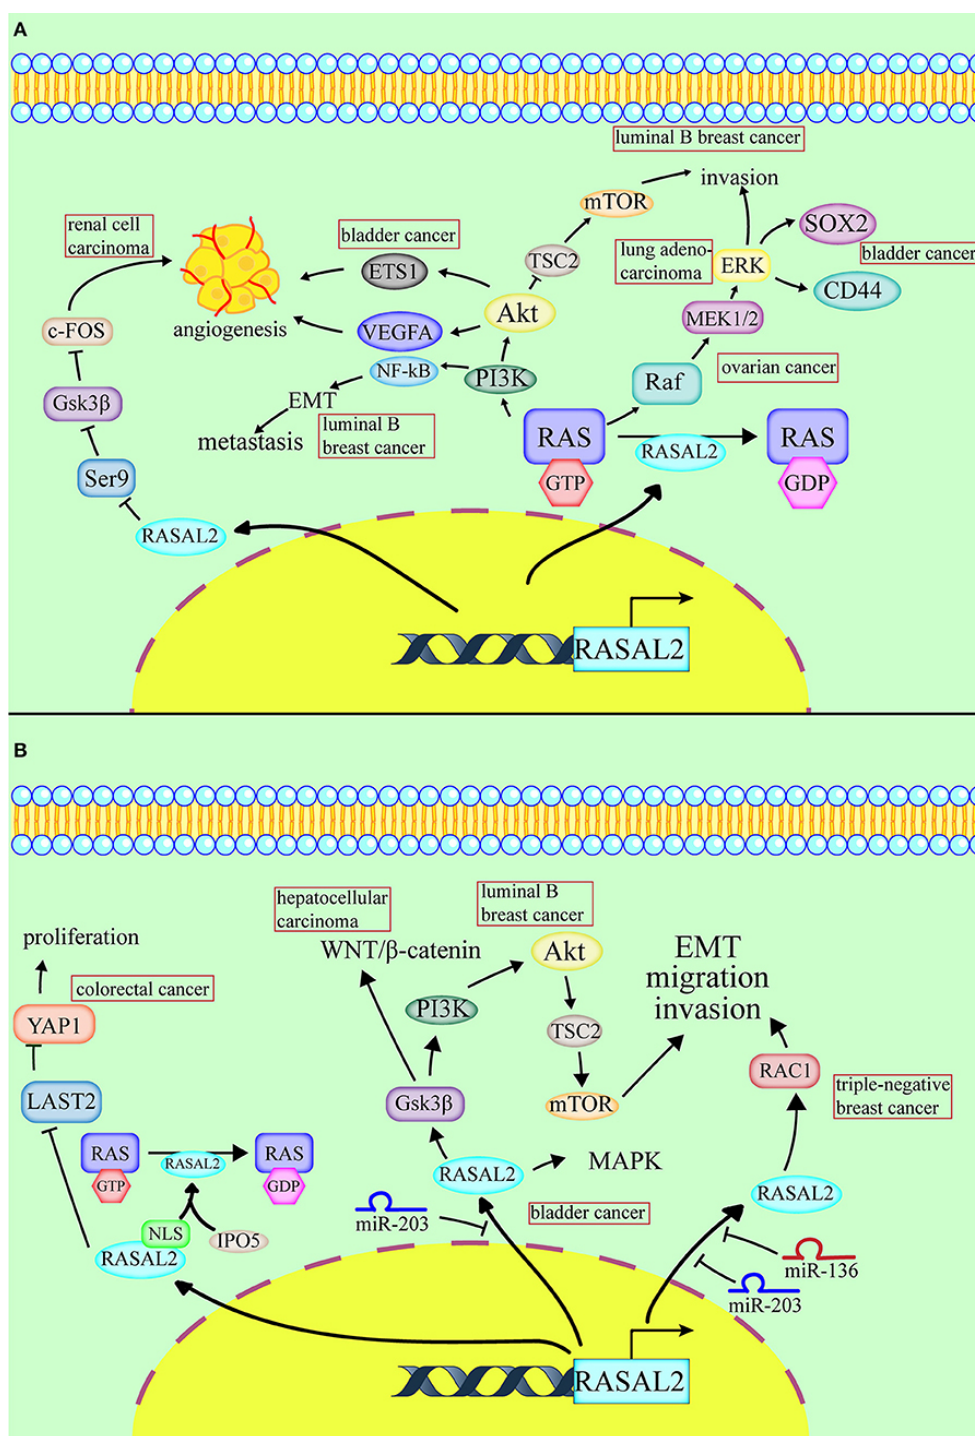 A
luminal B breast cancer
invasion
mTOR
renal cell
carcinoma
bladder cancer
SOX2
lung adeno-
carcinoma
bladder cancer
TSC2
ERK
ETS1
CD44
c-FOS
angiogenesis
VEGFA
Akt
MEK1/2
NF-kB
PI3K
Raf
ovarian cancer
Gsk3β
EMT
metastasis
luminal B
breast cancer
RAS
GTP
RASAL2
RAS
GDP
Ser9
RASAL2
RASAL2
B
hepatocellular
carcinoma
luminal B
breast cancer
proliferation
WNT/β-catenin
Akt
EMT
migration
invasion
colorectal cancer
YAP1
PI3K
TSC2
RAC1
triple-negative
breast cancer
LAST2
Gsk3β
mTOR
RAS
GTP
RASAL2
RAS
GDP
RASAL2
MAPK
RASAL2
miR-203
bladder cancer
NLS
IPO5
RASAL2
miR-136
miR-203
RASAL2